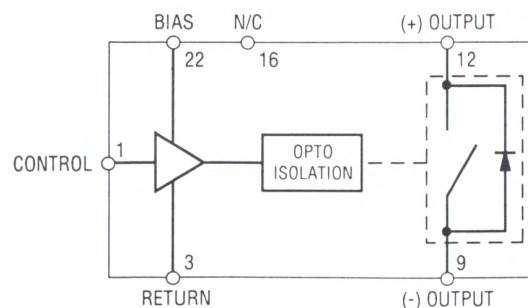 BIAS N/C (+) OUTPUT
22 16 12
CONTROL 1
OPTO
ISOLATION
3 9
RETURN (-) OUTPUT